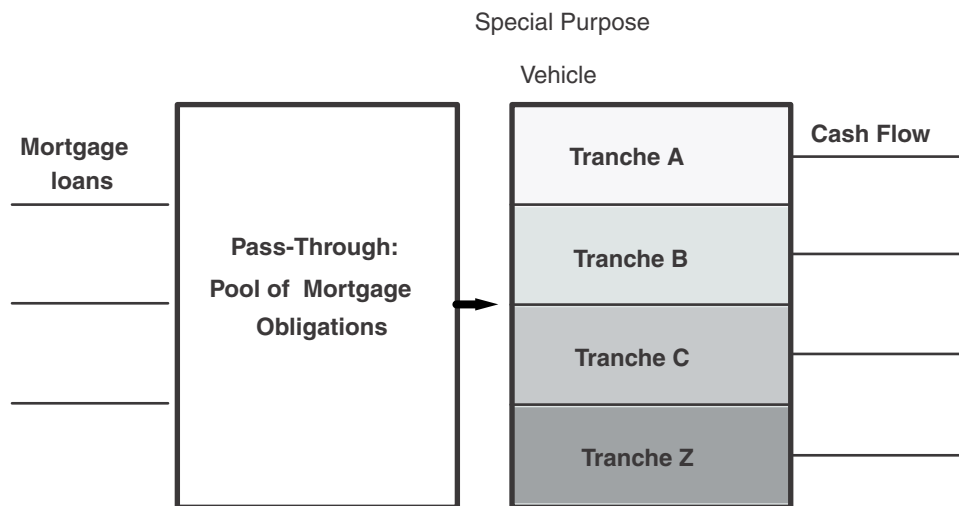 Special Purpose
Vehicle
Mortgage
loans
Pass-Through:
Pool of Mortgage
Obligations
Tranche A
Tranche B
Tranche C
Tranche Z
Cash Flow